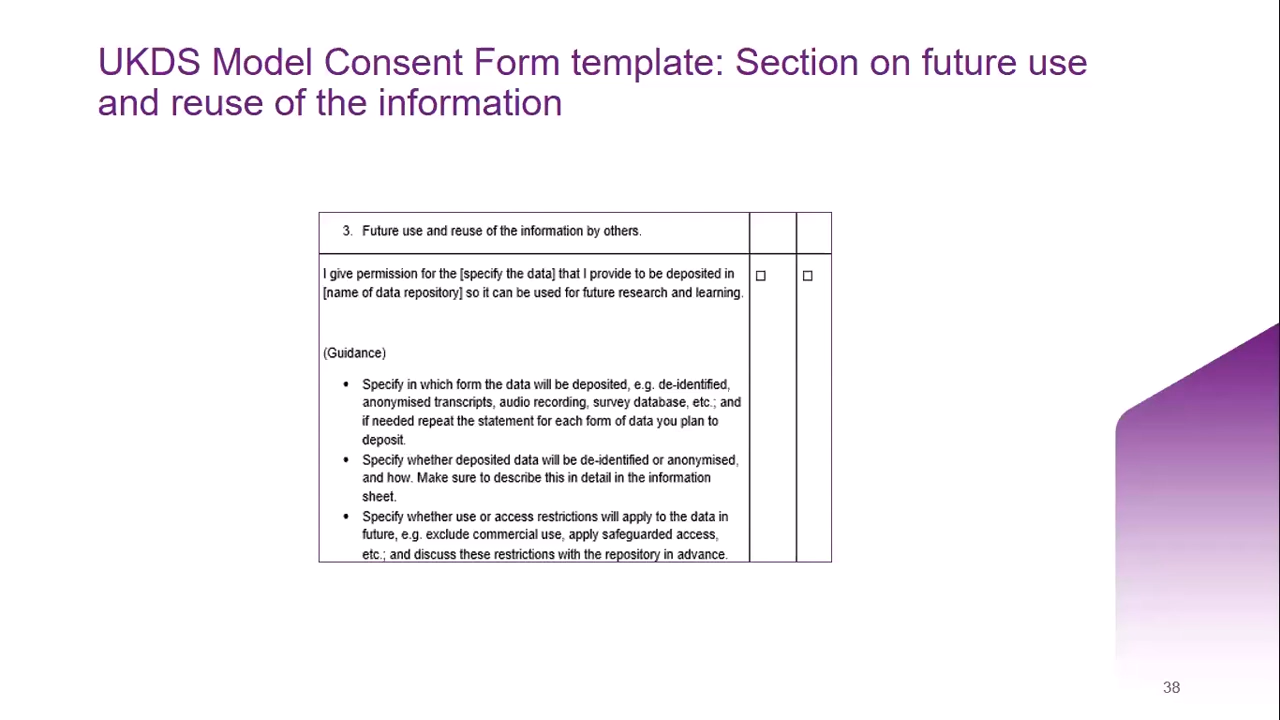 UKDS Model Consent Form template: Section on future use
and reuse of the information
3. Future use and reuse of the information by others.
I give permission for the [specify the data] that I provide to be deposited in
[name of data repository] so it can be used for future research and learning.
(Guidance)
• Specify in which form the data will be deposited, e.g. de-identified,
anonymised transcripts, audio recording, survey database, etc.; and
if needed repeat the statement for each form of data you plan to
deposit.
• Specify whether deposited data will be de-identified or anonymised,
and how. Make sure to describe this in detail in the information
sheet.
• Specify whether use or access restrictions will apply to the data in
future, e.g. exclude commercial use, apply safeguarded access,
etc.; and discuss these restrictions with the repository in advance.
38